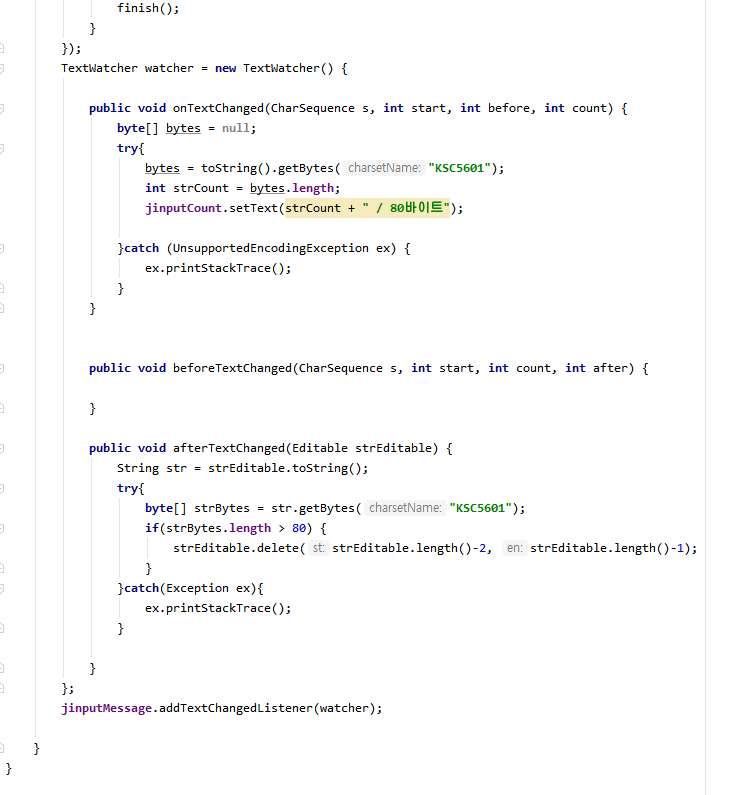 finish();
}
});
TextWatcher watcher = new TextWatcher() {
public void onTextChanged(CharSequence s, int start, int before, int count) {
byte[] bytes = null;
try{
bytes = toString().getBytes( charsetName: "KSC5601");
int strCount = bytes.length;
jinputCount.setText(strCount + " / 80바이트");
}catch (UnsupportedEncodingException ex) {
ex.printStackTrace();
}
}
public void beforeTextChanged(CharSequence s, int start, int count, int after) {
}
public void afterTextChanged(Editable strEditable) {
String str = strEditable.toString();
try{
byte[] strBytes = str.getBytes( charsetName: "KSC5601");
if(strBytes.length > 80) {
strEditable.delete( st: strEditable.length()-2, en: strEditable.length()-1);
}
}catch(Exception ex){
ex.printStackTrace();
}
}
};
jinputMessage.addTextChangedListener(watcher);
}
}